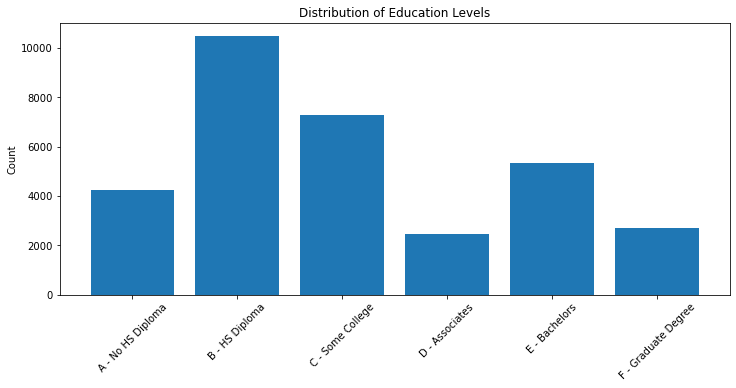 Distribution of Education Levels
Count
10000
8000
6000
4000
2000
0
A - No HS Diploma
B - HS Diploma
C - Some College
D - Associates
E - Bachelors
F - Graduate Degree